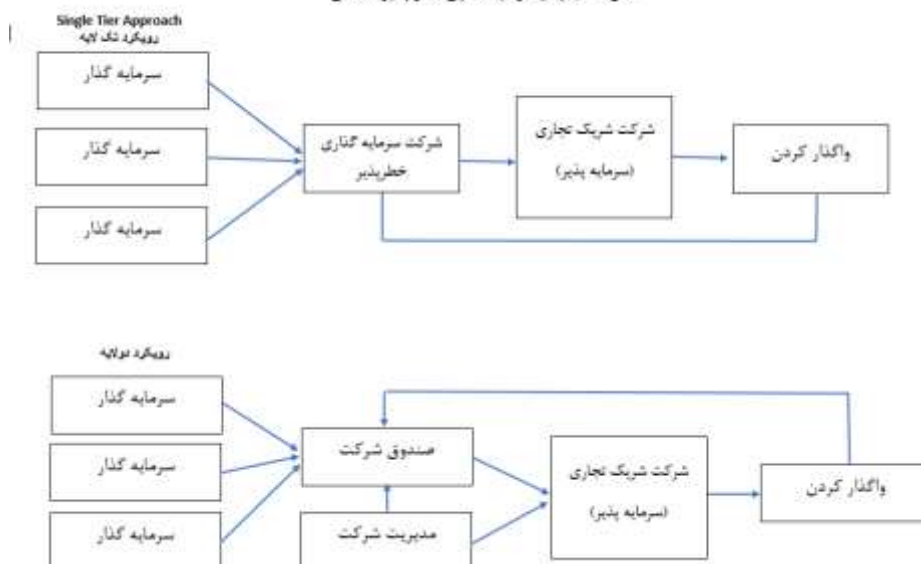 Single Tier Approach
رویکرد تک لایه
سرمایه گذار
سرمایه گذار
سرمایه گذار
شرکت سرمایه گذاری
خطرپذیر
شرکت شریک تجاری
(سرمایه پذیر)
واگذار کردن
رویکرد دولایه
سرمایه گذار
سرمایه گذار
سرمایه گذار
صندوق شرکت
مدیریت شرکت
شرکت شریک تجاری
(سرمایه پذیر)
واگذار کردن